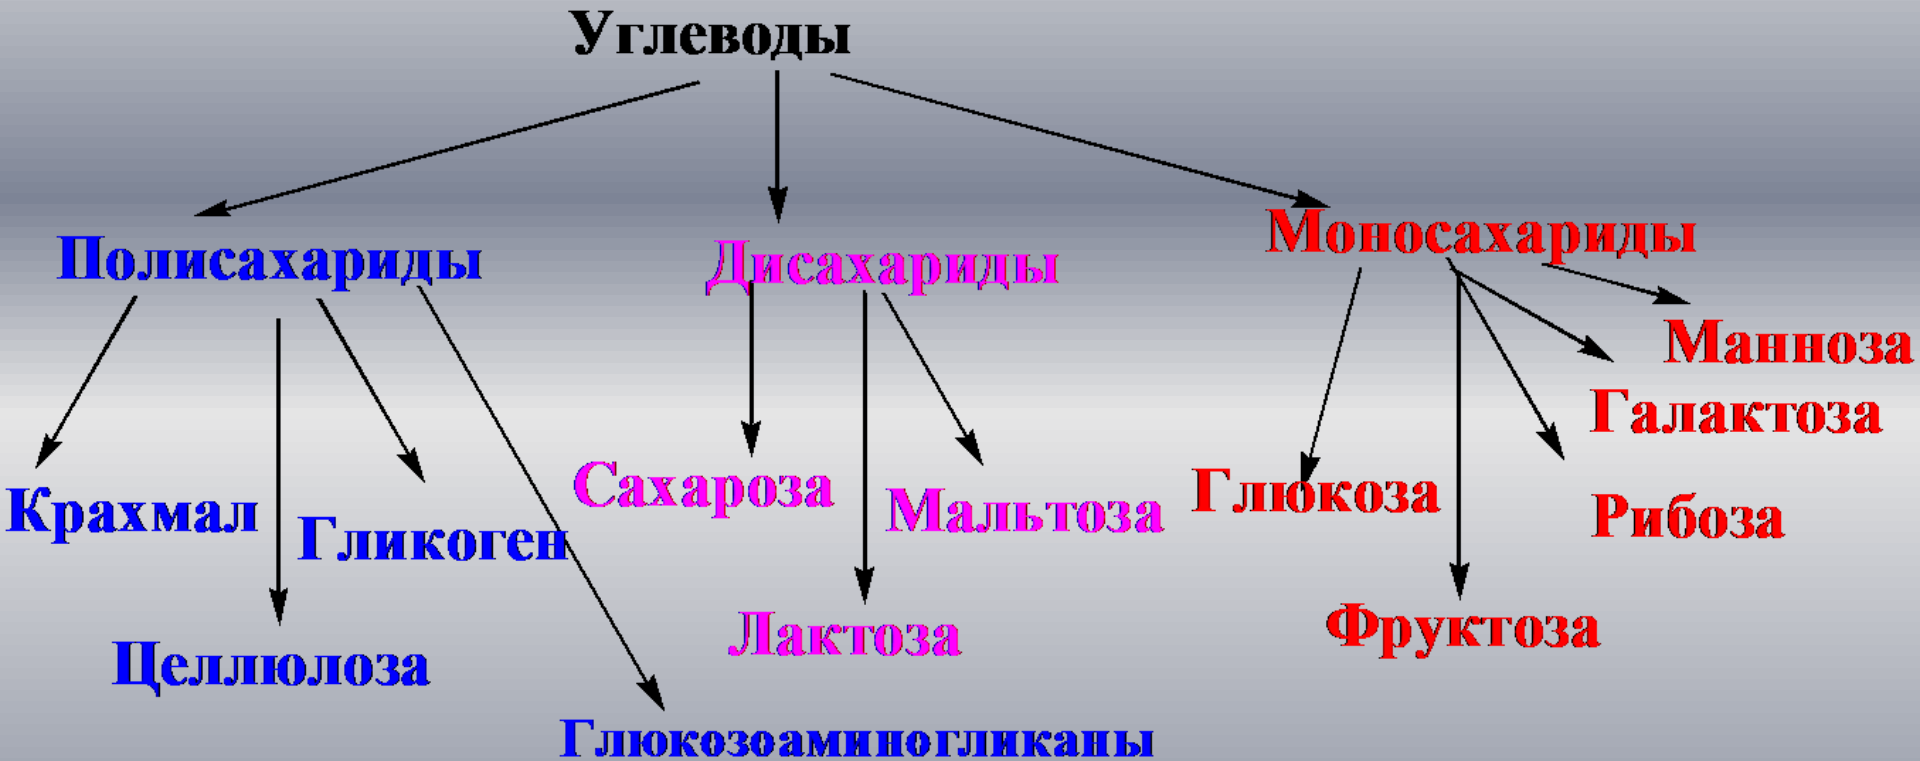 Углеводы
Полисахариды
Дисахариды
Моносахариды
Манноза
Галактоза
Крахмал
Гликоген
Сахароза
Мальтоза
Глюкоза
Рибоза
Целлюлоза
Лактоза
Фруктоза
Глюкозоаминогликаны